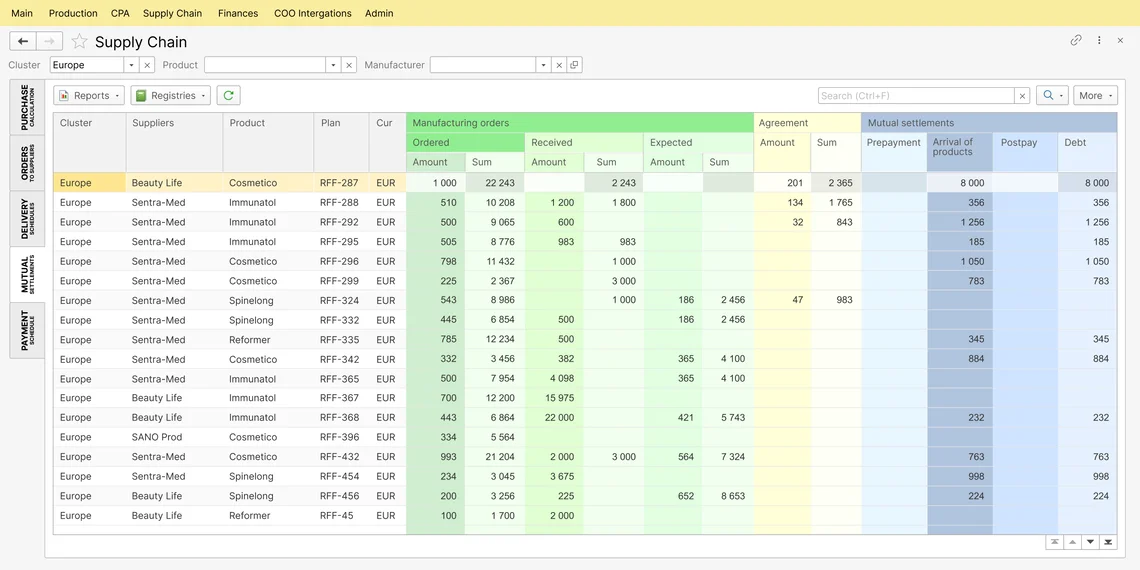 Main Production CPA Supply Chain Finances COO Intergations Admin
Supply Chain
Cluster Europe Product Manufacturer
PURCHASE
CALCULATION
ORDERS
TO SUPPLIERS
DELIVERY
SCHEDULES
MUTUAL
SETTLEMENTS
PAYMENT
SCHEDULE
Reports Registries Search (Ctrl+F) More
Cluster Suppliers Product Plan Cur Manufacturing orders Agreement Mutual settlements
Ordered Received Expected Amount Sum Prepayment Arrival of products Postpay Debt
Amount Sum Amount Sum Amount Sum
Europe Beauty Life Cosmetico RFF-287 EUR 1 000 22 243 2 243 201 2 365 8 000 8 000
Europe Sentra-Med Immunatol RFF-288 EUR 510 10 208 1 200 1 800 134 1 765 356 356
Europe Sentra-Med Immunatol RFF-292 EUR 500 9 065 600 32 843 1 256 1 256
Europe Sentra-Med Immunatol RFF-295 EUR 505 8 776 983 983 185 185
Europe Sentra-Med Cosmetico RFF-296 EUR 798 11 432 1 000 1 050 1 050
Europe Sentra-Med Cosmetico RFF-299 EUR 225 2 367 3 000 783 783
Europe Sentra-Med Spinelong RFF-324 EUR 543 8 986 1 000 186 2 456 47 983
Europe Sentra-Med Spinelong RFF-332 EUR 445 6 854 500 186 2 456
Europe Sentra-Med Reformer RFF-335 EUR 785 12 234 500 345 345
Europe Sentra-Med Cosmetico RFF-342 EUR 332 3 456 382 365 4 100 884 884
Europe Sentra-Med Immunatol RFF-365 EUR 500 7 954 4 098 365 4 100
Europe Beauty Life Immunatol RFF-367 EUR 700 12 200 15 975
Europe Beauty Life Immunatol RFF-368 EUR 443 6 864 22 000 421 5 743 232 232
Europe SANO Prod Cosmetico RFF-396 EUR 334 5 564
Europe Sentra-Med Cosmetico RFF-432 EUR 993 21 204 2 000 3 000 564 7 324 763 763
Europe Sentra-Med Spinelong RFF-454 EUR 234 3 045 3 675 998 998
Europe Beauty Life Spinelong RFF-456 EUR 200 3 256 225 652 8 653 224 224
Europe Beauty Life Reformer RFF-45 EUR 100 1 700 2 000